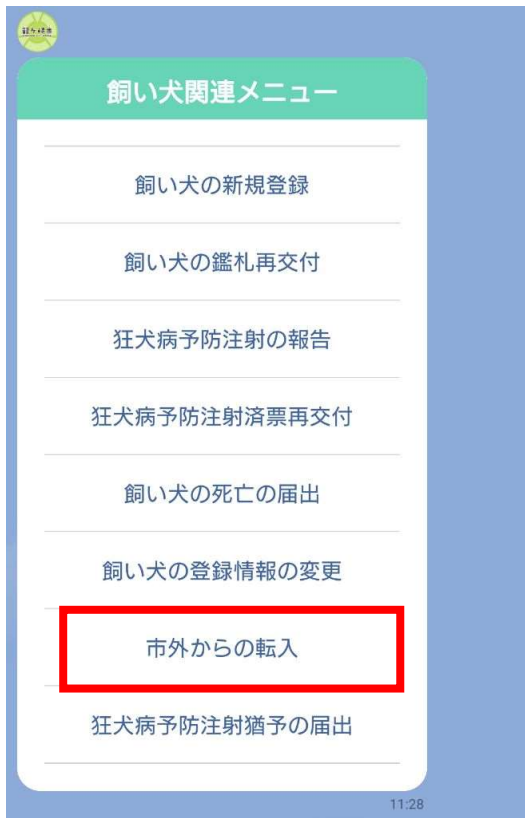 龍ケ崎市
飼い犬関連メニュー
飼い犬の新規登録
飼い犬の鑑札再交付
狂犬病予防注射の報告
狂犬病予防注射済票再交付
飼い犬の死亡の届出
飼い犬の登録情報の変更
市外からの転入
狂犬病予防注射猶予の届出
11:28